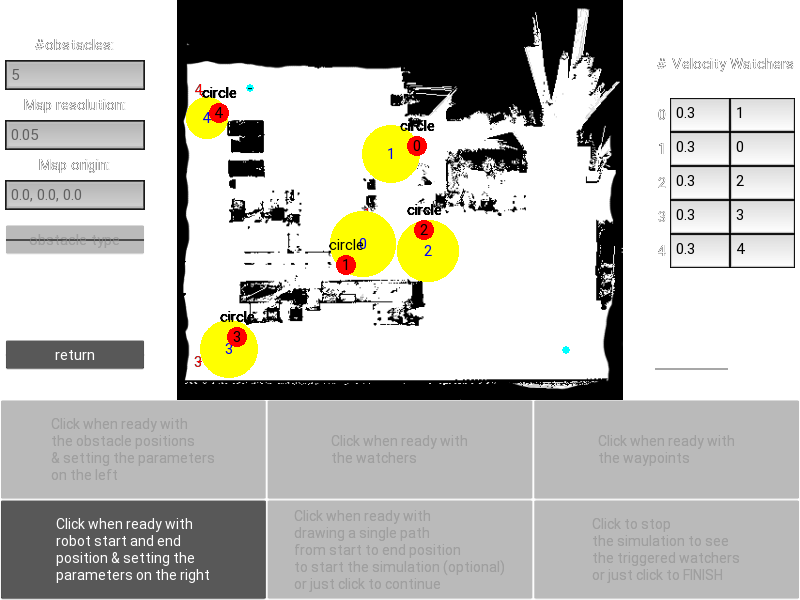 #obstacles:
5
Map resolution:
0.05
Map origin:
0.0, 0.0, 0.0
obstacle type
return
4
circle
4
4
circle
0
1
circle
2
2
circle
0
1
circle
3
3
3
# Velocity Watchers
0 0.3 1
1 0.3 0
2 0.3 2
3 0.3 3
4 0.3 4
Click when ready with
the obstacle positions
& setting the parameters
on the left
Click when ready with
the watchers
Click when ready with
the waypoints
Click when ready with
robot start and end
position & setting the
parameters on the right
Click when ready with
drawing a single path
from start to end position
to start the simulation (optional)
or just click to continue
Click to stop
the simulation to see
the triggered watchers
or just click to FINISH